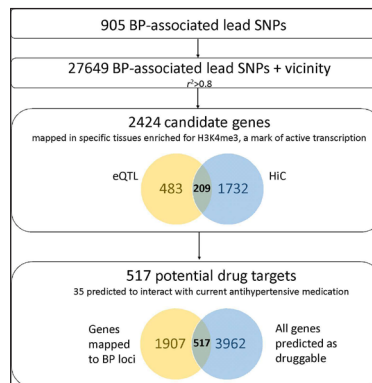 905 BP-associated lead SNPs
27649 BP-associated lead SNPs + vicinity
r²>0.8
2424 candidate genes
mapped in specific tissues enriched for H3K4me3, a mark of active transcription
eQTL
HiC
483 209 1732
517 potential drug targets
35 predicted to interact with current antihypertensive medication
Genes
mapped
to BP loci
1907 517 3962
All genes
predicted as
druggable